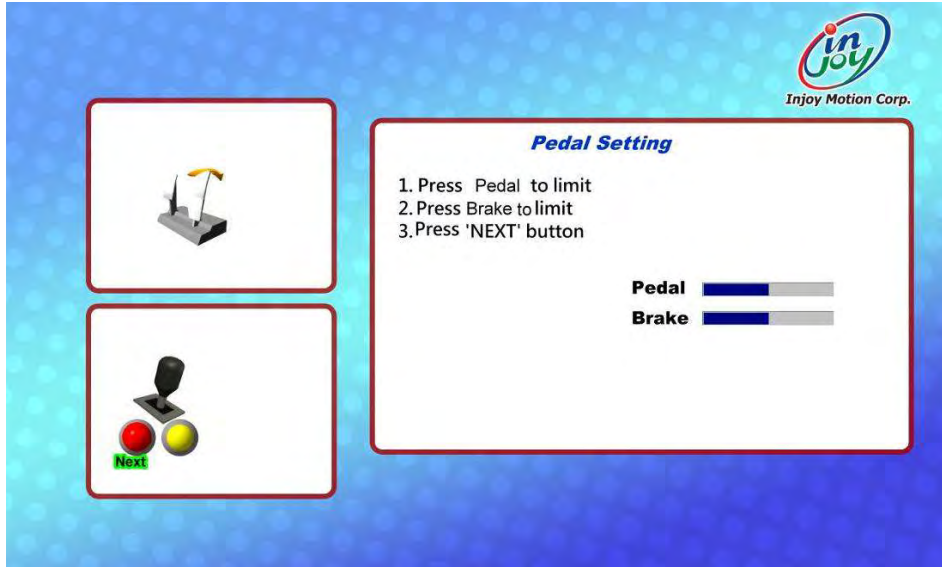 in
joy
Injoy Motion Corp.
Pedal Setting
1. Press Pedal to limit
2. Press Brake to limit
3. Press 'NEXT' button
Pedal
Brake
Next